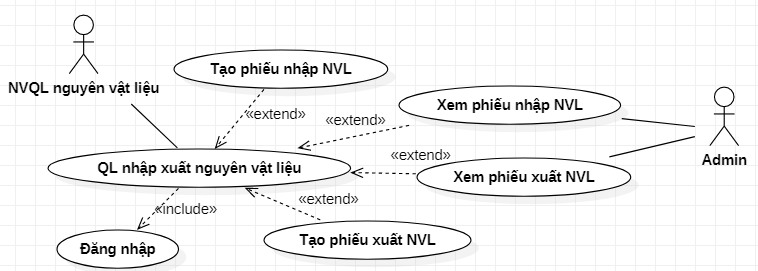 Tạo phiếu nhập NVL
NVQL nguyên vật liệu
«extend»
Xem phiếu nhập NVL
«extend»
Admin
QL nhập xuất nguyên vật liệu
«extend»
Xem phiếu xuất NVL
«extend»
«include»
Đăng nhập
Tạo phiếu xuất NVL